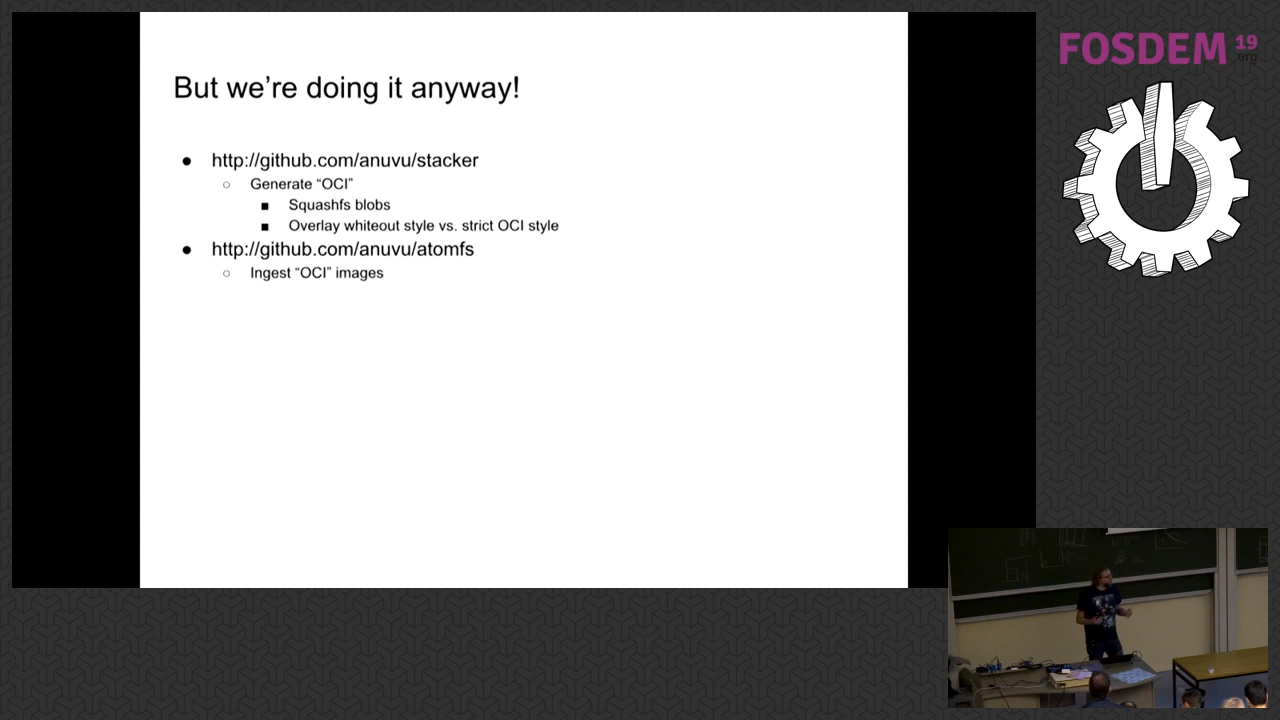 But we're doing it anyway!
● http://github.com/anuvu/stacker
○ Generate “OCI”
■ Squashfs blobs
■ Overlay whiteout style vs. strict OCI style
● http://github.com/anuvu/atomfs
○ Ingest “OCI” images
FOSDEM 19
.org